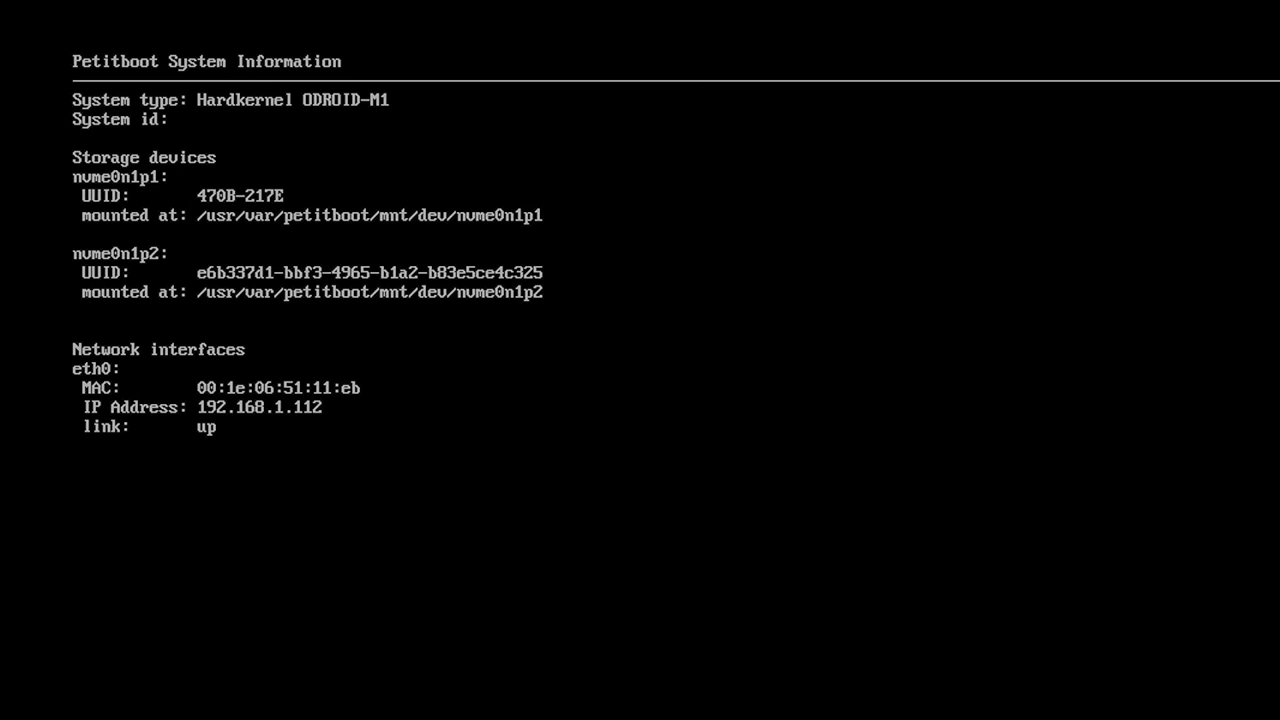 Petitboot System Information
System type: Hardkernel ODROID-M1
System id:
Storage devices
nvme0n1p1:
UUID: 470B-217E
mounted at: /usr/var/petitboot/mnt/dev/nvme0n1p1
nvme0n1p2:
UUID: e6b337d1-bbf3-4965-b1a2-b83e5ce4c325
mounted at: /usr/var/petitboot/mnt/dev/nvme0n1p2
Network interfaces
eth0:
MAC: 00:1e:06:51:11:eb
IP Address: 192.168.1.112
link: up